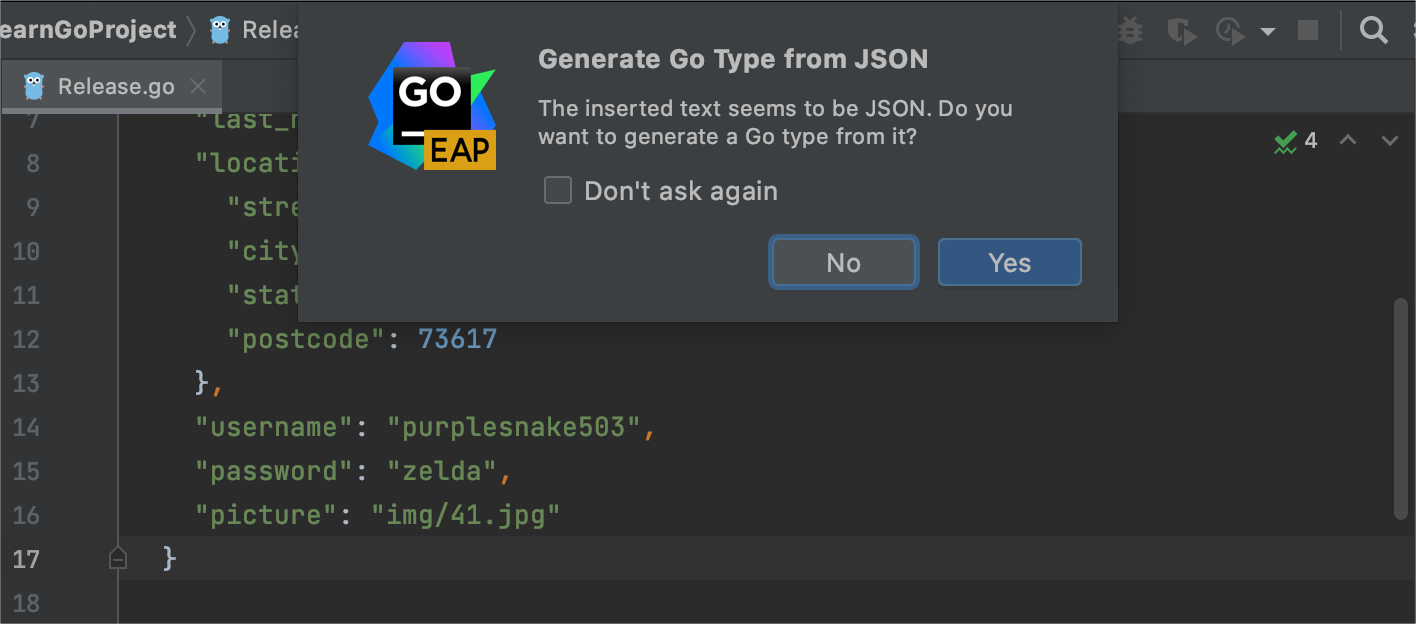 earnGoProject
Release.go
Generate Go Type from JSON
The inserted text seems to be JSON. Do you
want to generate a Go type from it?
Don't ask again
No
Yes
GO
EAP
4
7
8 "locati
9 "stre
10 "city
11 "stat
12 "postcode": 73617
13 },
14 "username": "purplesnake503",
15 "password": "zelda",
16 "picture": "img/41.jpg"
17 }
18